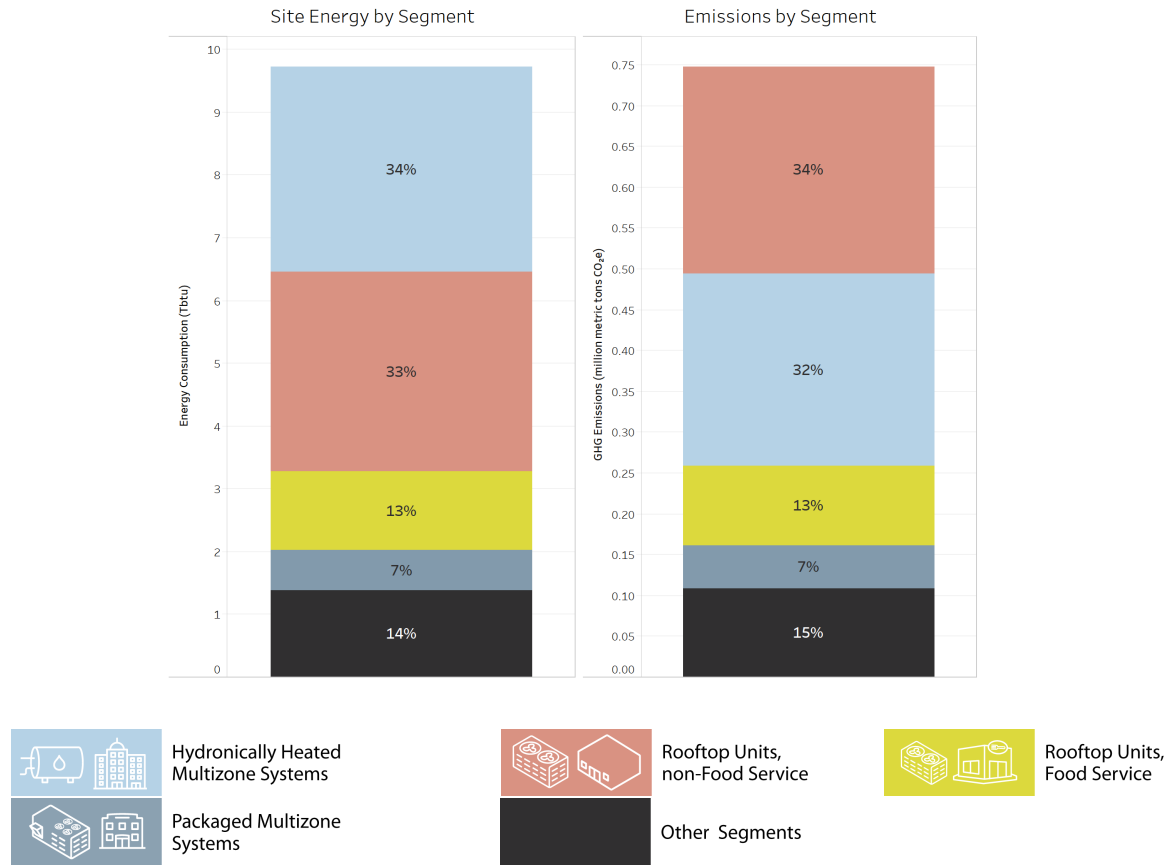 Site Energy by Segment
Emissions by Segment
Energy Consumption (Tbtu)
10
9
8
7
6
5
4
3
2
1
0
34%
33%
13%
7%
14%
GHG Emissions (million metric tons CO₂e)
0.75
0.70
0.65
0.60
0.55
0.50
0.45
0.40
0.35
0.30
0.25
0.20
0.15
0.10
0.05
0.00
34%
32%
13%
7%
15%
Hydronically Heated
Multizone Systems
Rooftop Units,
non-Food Service
Rooftop Units,
Food Service
Packaged Multizone
Systems
Other Segments